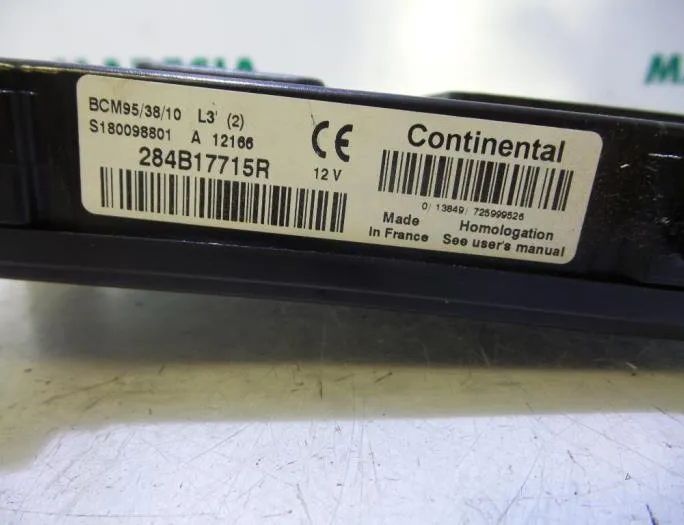 BCM95/38/10 L3' (2)
S180098801 A 12166
284B17715R
CE
12 V
Continental
0/ 13849/ 725999526
Made
in France
Homologation
See user's manual